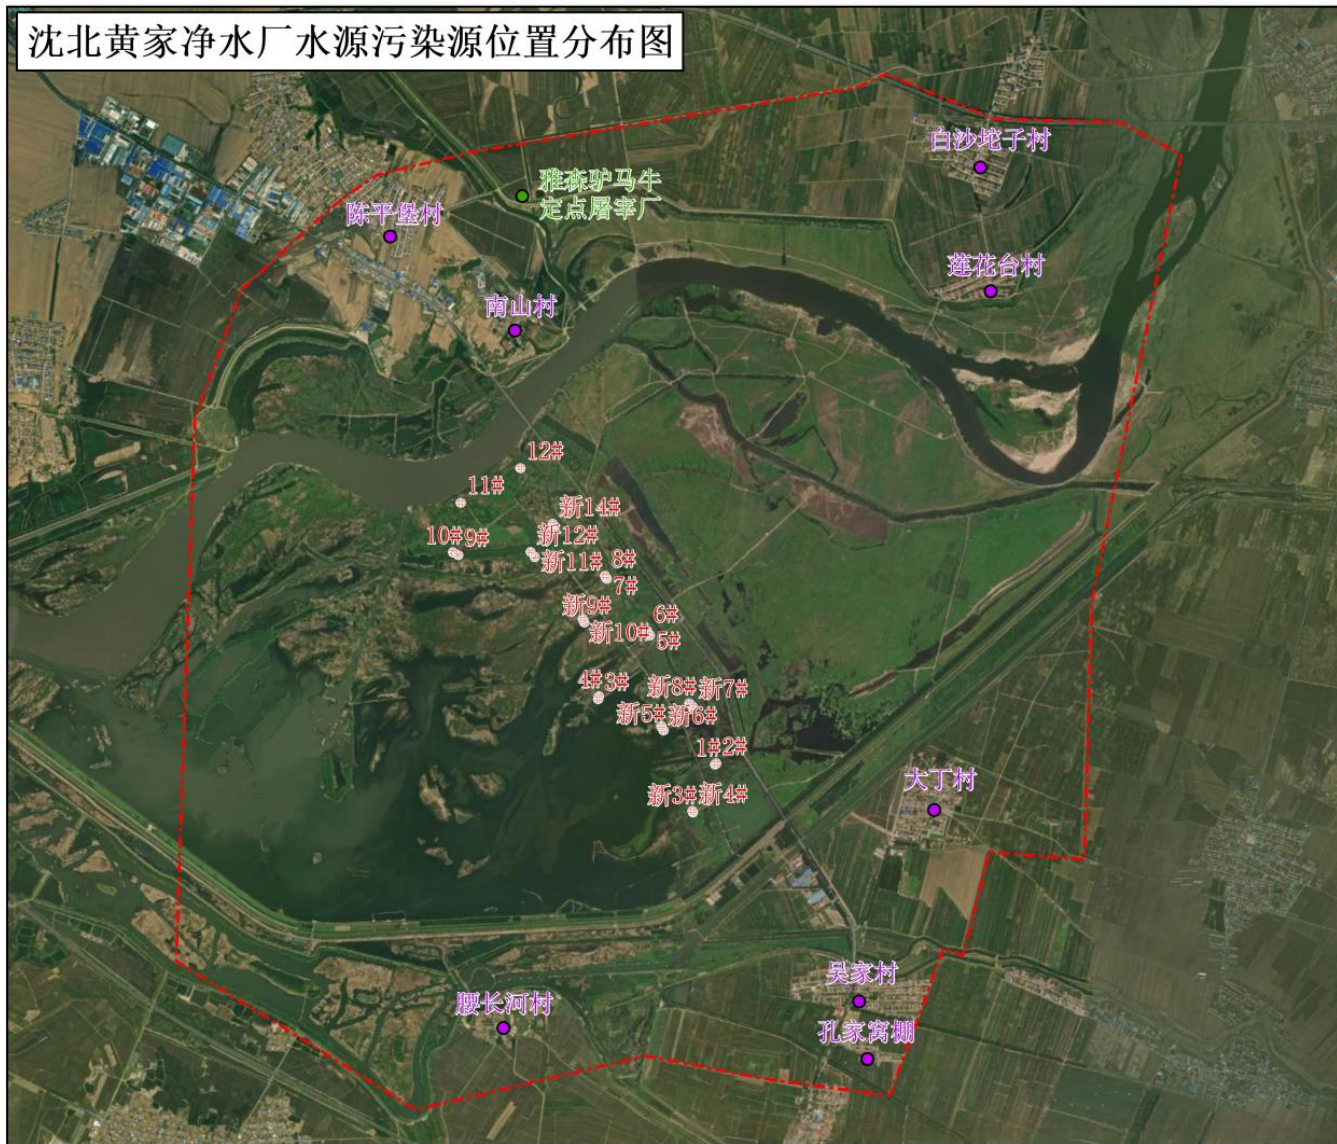 沈北黄家净水厂水源污染源位置分布图
白沙坨子村
雅森驴马牛
定点屠宰厂
陈平堡村
莲花台村
南山村
12#
11#
新14#
10#
9#
新12#
新11#
8#
7#
新9#
新10#
6#
5#
4#
3#
新8#
新7#
新5#
新6#
1#
2#
大丁村
新3#
新4#
吴家村
腰长河村
孔家窝棚